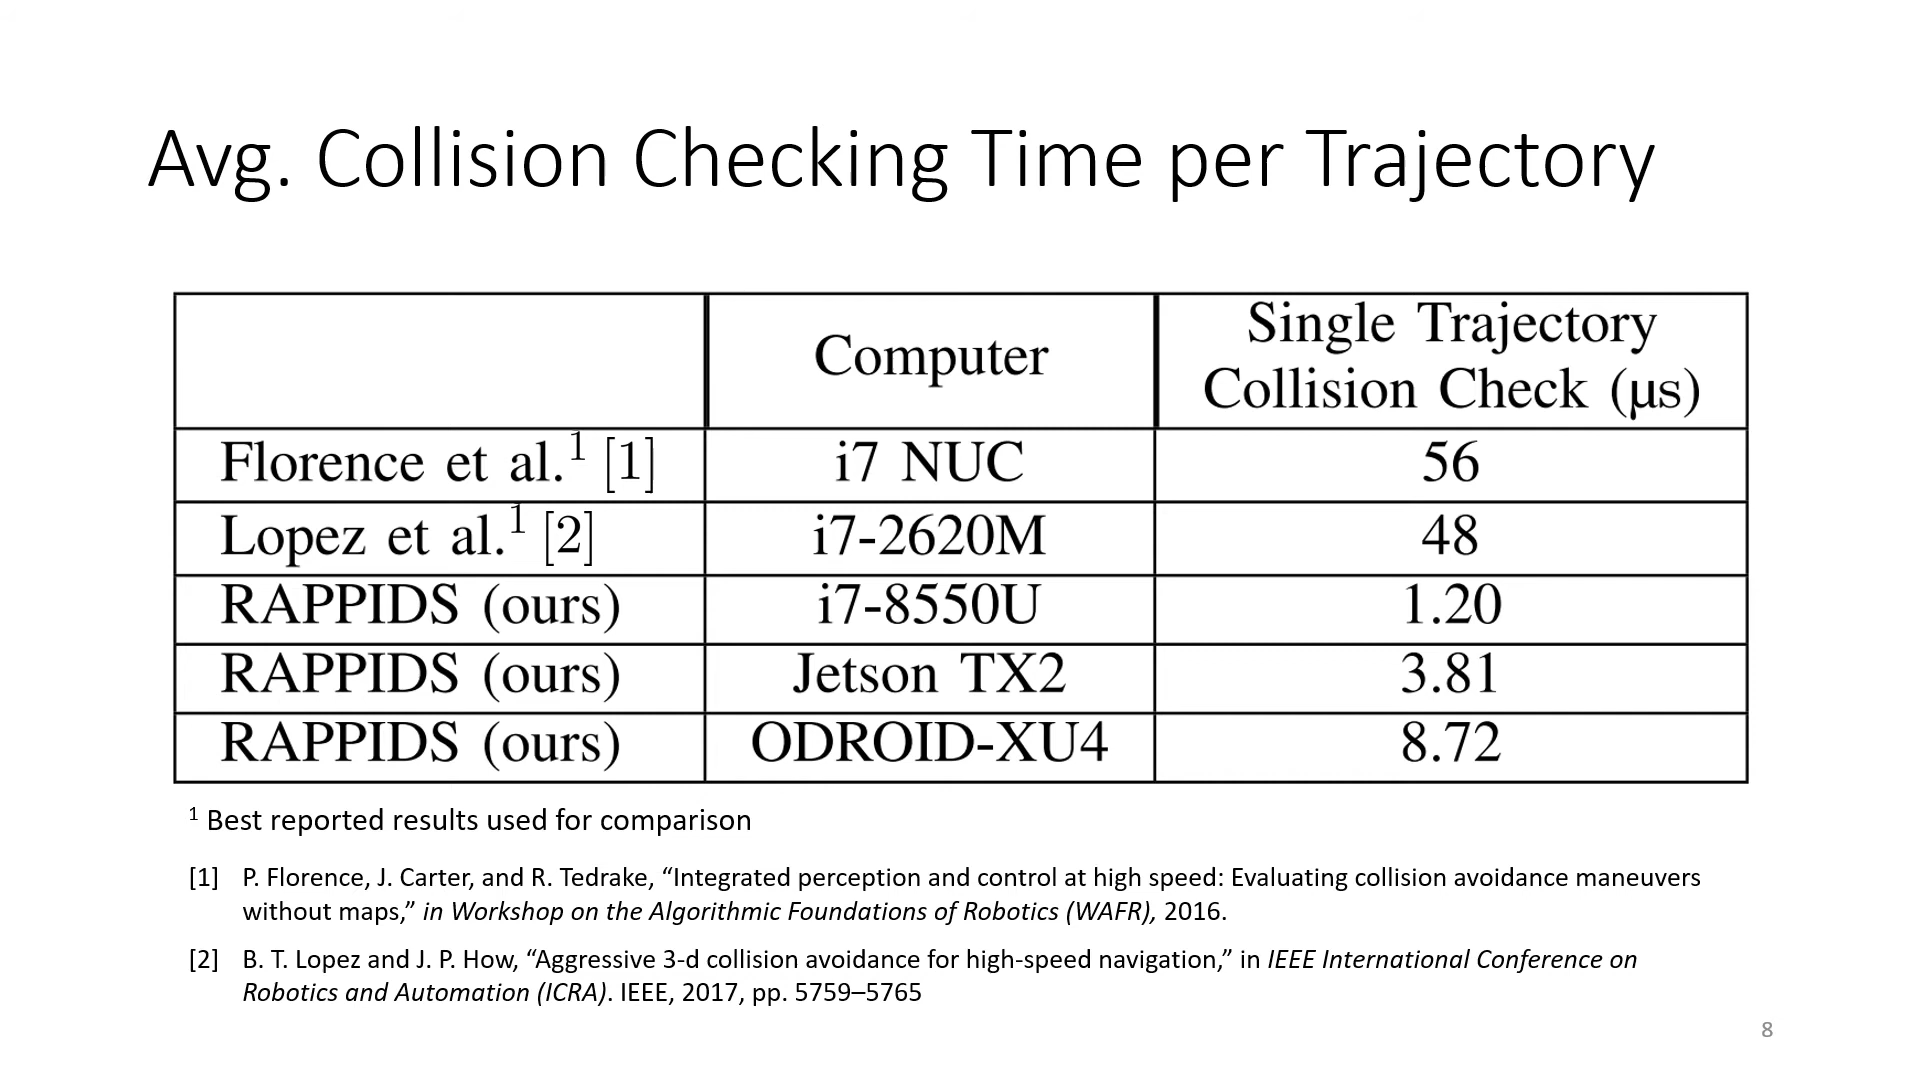 Avg. Collision Checking Time per Trajectory
Computer
Single Trajectory
Collision Check (μs)
Florence et al.¹ [1] i7 NUC 56
Lopez et al.¹ [2] i7-2620M 48
RAPPIDS (ours) i7-8550U 1.20
RAPPIDS (ours) Jetson TX2 3.81
RAPPIDS (ours) ODROID-XU4 8.72
¹ Best reported results used for comparison
[1] P. Florence, J. Carter, and R. Tedrake, “Integrated perception and control at high speed: Evaluating collision avoidance maneuvers
without maps,” in Workshop on the Algorithmic Foundations of Robotics (WAFR), 2016.
[2] B. T. Lopez and J. P. How, “Aggressive 3-d collision avoidance for high-speed navigation,” in IEEE International Conference on
Robotics and Automation (ICRA). IEEE, 2017, pp. 5759–5765
8